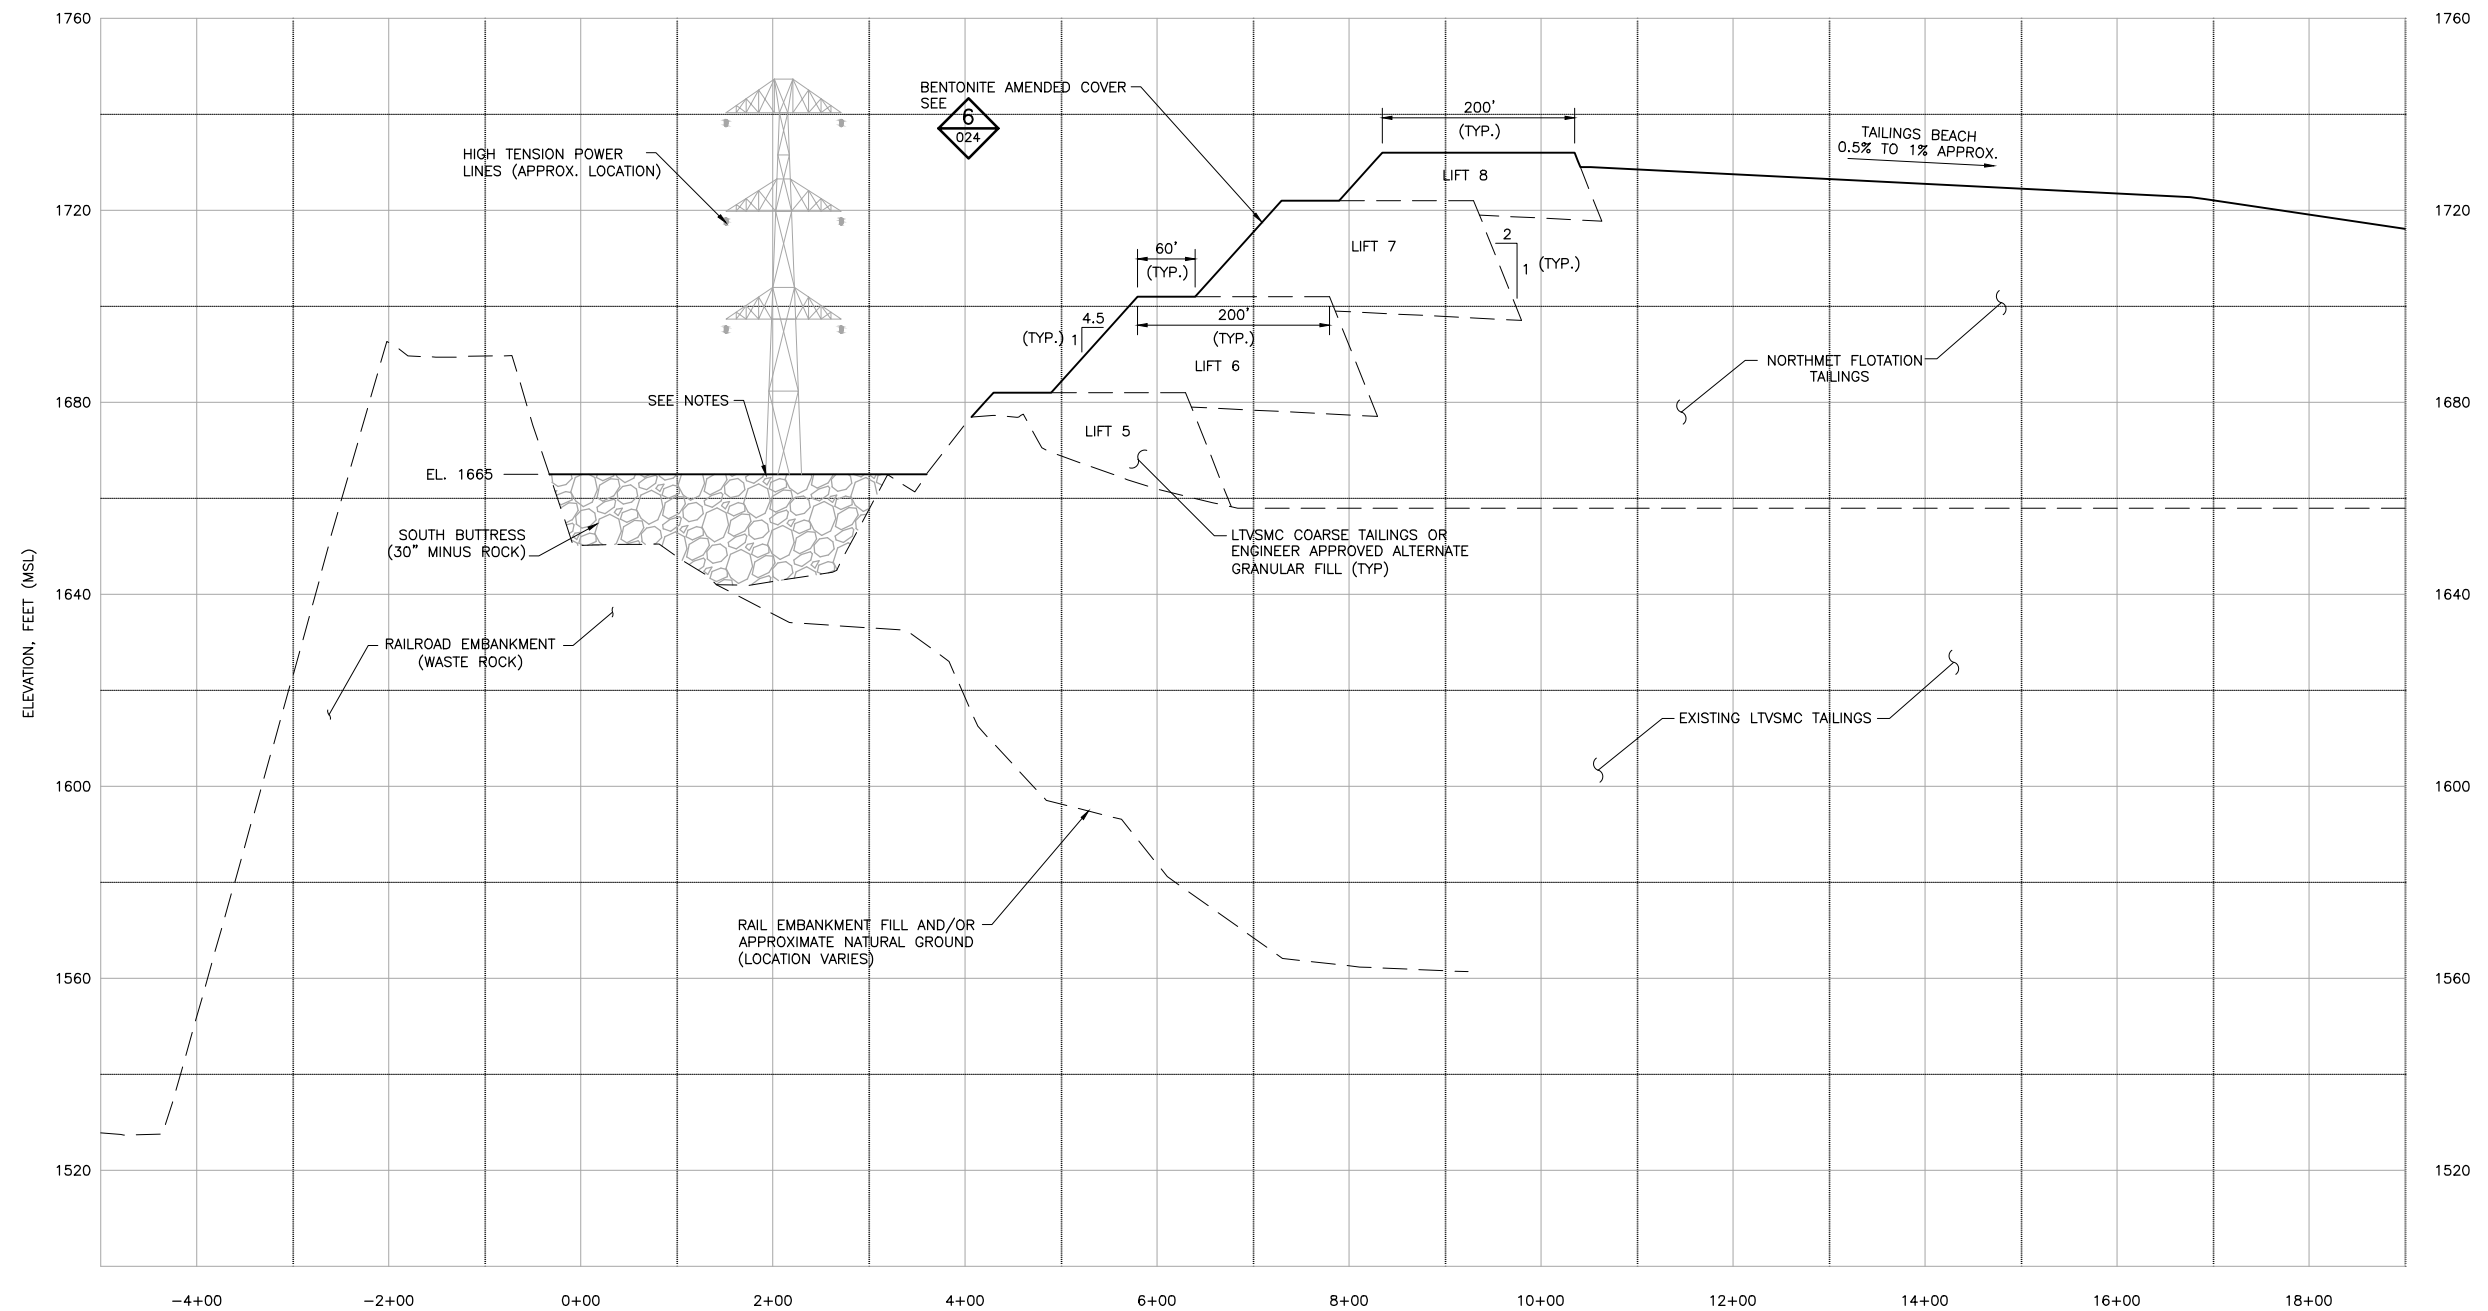 1760
1760
BENTONITE AMENDED COVER
SEE
6
024
200'
(TYP.)
TAILINGS BEACH
0.5% TO 1% APPROX.
HIGH TENSION POWER
LINES (APPROX. LOCATION)
LIFT 8
1720
1720
LIFT 7
2
1 (TYP.)
60'
(TYP.)
4.5
(TYP.) 1
200'
(TYP.)
LIFT 6
NORTHMET FLOTATION
TAILINGS
SEE NOTES
1680
1680
LIFT 5
EL. 1665
SOUTH BUTTRESS
(30" MINUS ROCK)
LTVSMC COARSE TAILINGS OR
ENGINEER APPROVED ALTERNATE
GRANULAR FILL (TYP)
ELEVATION, FEET (MSL)
1640
1640
RAILROAD EMBANKMENT
(WASTE ROCK)
EXISTING LTVSMC TAILINGS
1600
1600
RAIL EMBANKMENT FILL AND/OR
APPROXIMATE NATURAL GROUND
(LOCATION VARIES)
1560
1560
1520
1520
-4+00 -2+00 0+00 2+00 4+00 6+00 8+00 10+00 12+00 14+00 16+00 18+00